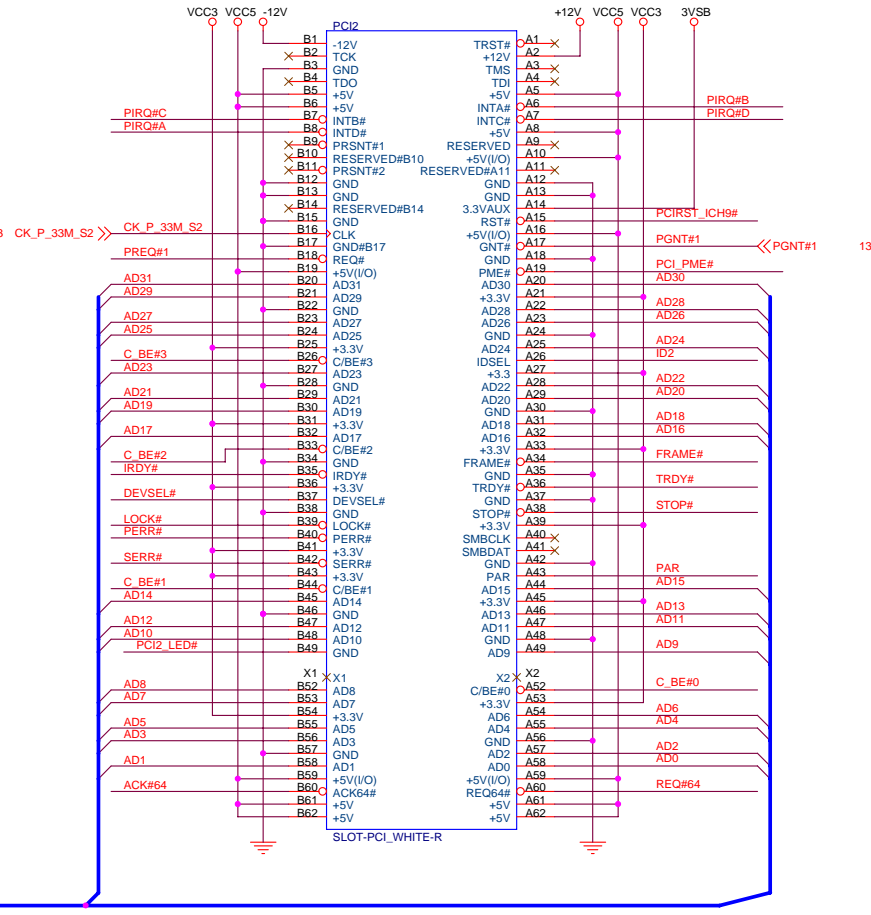 VCC3 VCC5 -12V +12V VCC5 VCC3 3VSB
PCI2
B1 -12V TRST# A1
B2 TCK +12V A2
B3 GND TMS A3
B4 TDO TDI A4
B5 +5V +5V A5
PIRQ#B
B6 +5V INTA# A6
PIRQ#C B7 INTB# INTC# A7 PIRQ#D
PIRQ#A B8 INTD# +5V A8
B9 PRSNT#1 RESERVED A9
B10 RESERVED#B10 +5V(I/O) A10
B11 PRSNT#2 RESERVED#A11 A11
B12 GND GND A12
B13 GND GND A13
B14 RESERVED#B14 3.3VAUX A14
B15 GND RST# A15 PCIRST_ICH9#
CK_P_33M_S2 CK_P_33M_S2 B16 CLK +5V(I/O) A16
B17 GND#B17 GNT# A17 PGNT#1 PGNT#1 13
PREQ#1 B18 REQ# GND A18
B19 +5V(I/O) PME# A19 PCI_PME#
AD31 B20 AD31 AD30 A20 AD30
AD29 B21 AD29 +3.3V A21
B22 GND AD28 A22 AD28
AD27 B23 AD27 AD26 A23 AD26
AD25 B24 AD25 GND A24
B25 +3.3V AD24 A25 AD24
C_BE#3 B26 C/BE#3 IDSEL A26 ID2
AD23 B27 AD23 +3.3 A27
B28 GND AD22 A28 AD22
AD21 B29 AD21 AD20 A29 AD20
AD19 B30 AD19 GND A30
B31 +3.3V AD18 A31 AD18
AD17 B32 AD17 AD16 A32 AD16
B33 C/BE#2 +3.3V A33
C_BE#2 B34 GND FRAME# A34 FRAME#
IRDY# B35 IRDY# GND A35
B36 +3.3V TRDY# A36 TRDY#
DEVSEL# B37 DEVSEL# GND A37
B38 GND STOP# A38 STOP#
LOCK# B39 LOCK# +3.3V A39
PERR# B40 PERR# SMBCLK A40
B41 +3.3V SMBDAT A41
SERR# B42 SERR# GND A42
B43 +3.3V PAR A43 PAR
C_BE#1 B44 C/BE#1 AD15 A44 AD15
AD14 B45 AD14 +3.3V A45
B46 GND AD13 A46 AD13
AD12 B47 AD12 AD11 A47 AD11
AD10 B48 AD10 GND A48
PCI2_LED# B49 GND AD9 A49 AD9
X1 X1 X2 X2
AD8 B52 AD8 C/BE#0 A52 C_BE#0
AD7 B53 AD7 +3.3V A53
B54 +3.3V AD6 A54 AD6
AD5 B55 AD5 AD4 A55 AD4
AD3 B56 AD3 GND A56
B57 GND AD2 A57 AD2
AD1 B58 AD1 AD0 A58 AD0
B59 +5V(I/O) +5V(I/O) A59
ACK#64 B60 ACK64# REQ64# A60 REQ#64
B61 +5V +5V A61
B62 +5V +5V A62
SLOT-PCI_WHITE-R